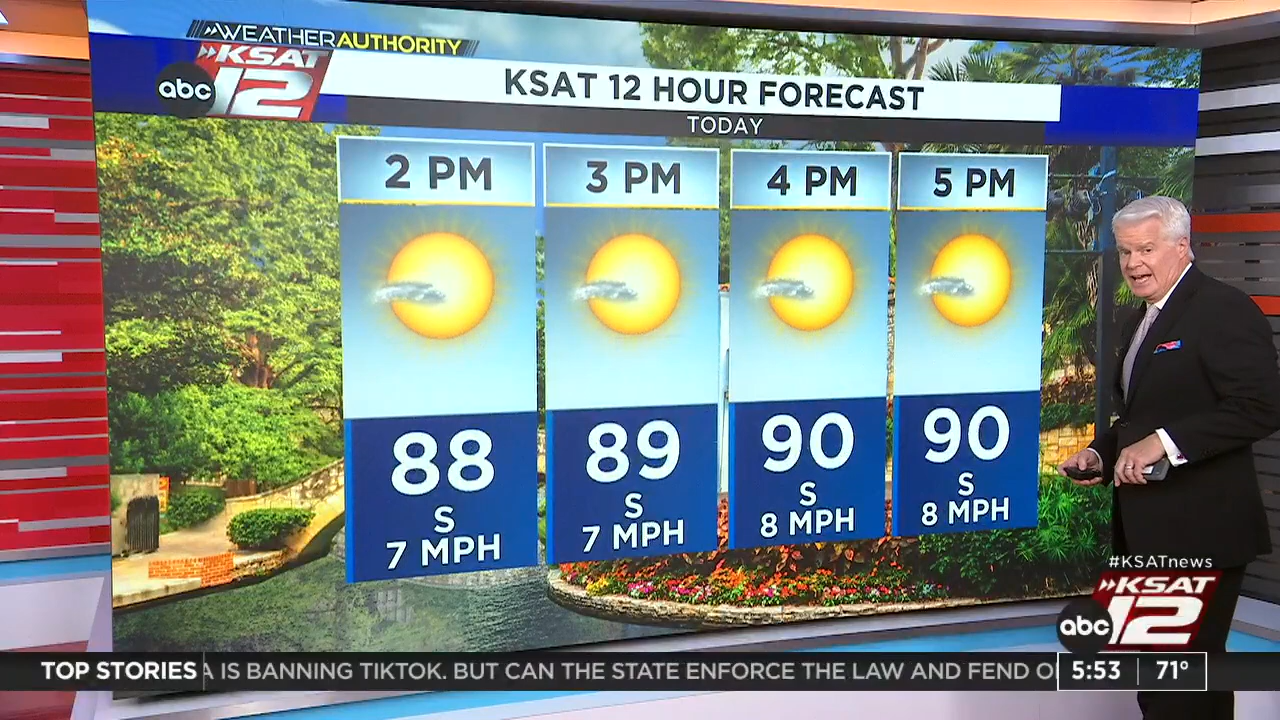 WEATHERAUTHORITY
KSAT
abc 12
KSAT 12 HOUR FORECAST
TODAY
2 PM
88
S
7 MPH
3 PM
89
S
7 MPH
4 PM
90
S
8 MPH
5 PM
90
S
8 MPH
#KSATnews
KSAT
abc 12
TOP STORIES A IS BANNING TIKTOK. BUT CAN THE STATE ENFORCE THE LAW AND FEND
5:53 71°